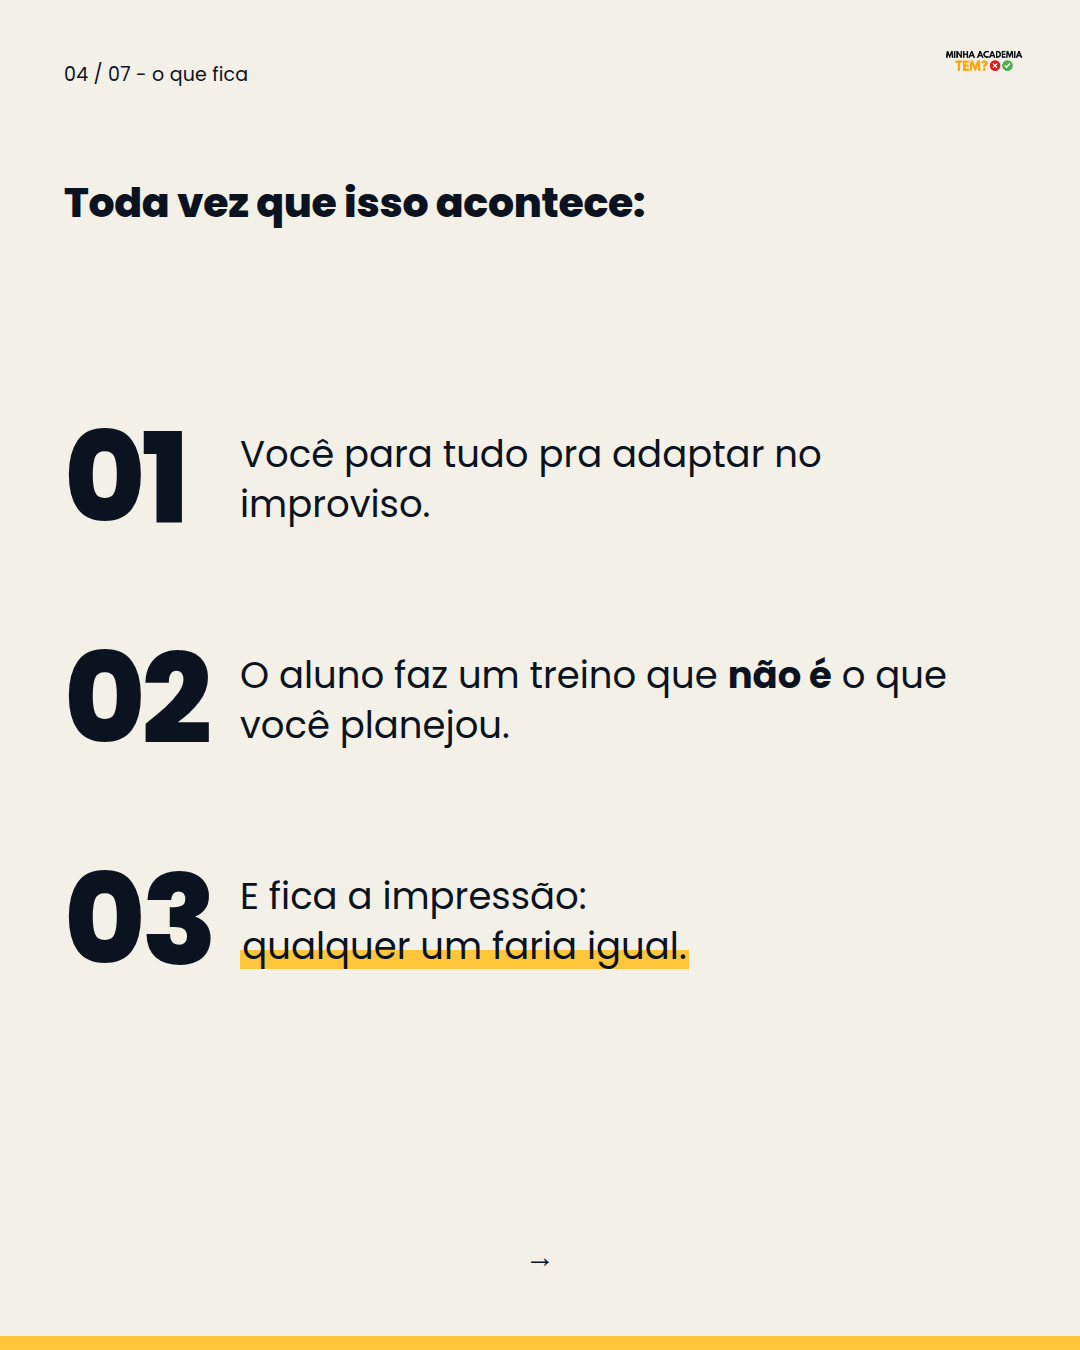 04 / 07 - o que fica
MINHA ACADEMIA
TEM?
Toda vez que isso acontece:
01
Você para tudo pra adaptar no
improviso.
02
O aluno faz um treino que não é o que
você planejou.
03
E fica a impressão:
qualquer um faria igual.
→